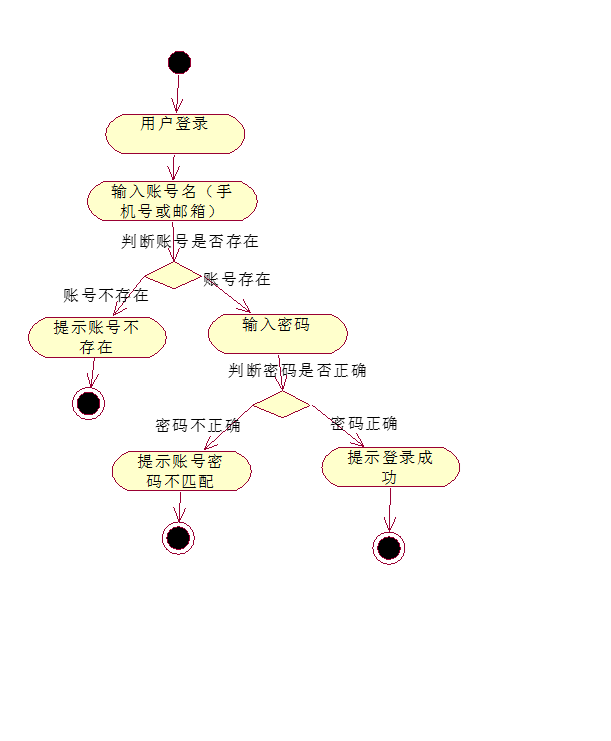 用户登录
输入账号名（手
机号或邮箱）
判断账号是否存在
账号存在
账号不存在
提示账号不
存在
输入密码
判断密码是否正确
密码不正确
密码正确
提示账号密
码不匹配
提示登录成
功